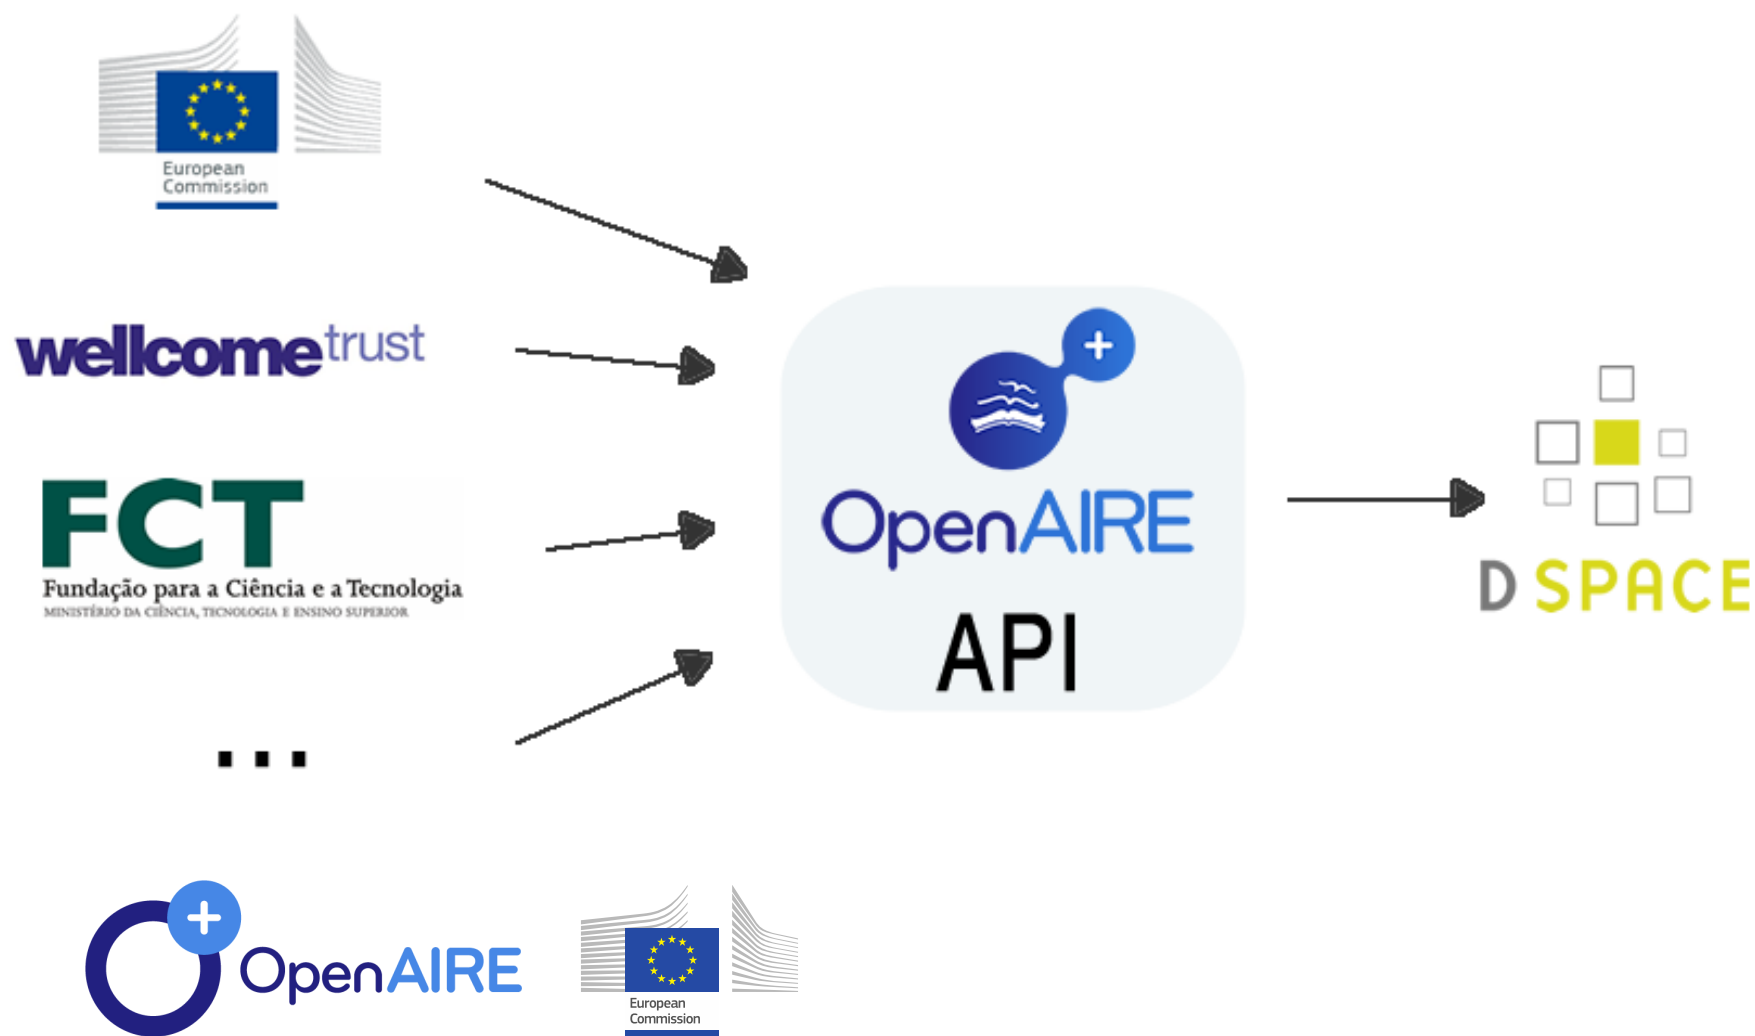 European
Commission
wellcometrust
FCT
Fundação para a Ciência e a Tecnologia
MINISTÉRIO DA CIÊNCIA, TECNOLOGIA E ENSINO SUPERIOR
...
+
OpenAIRE
API
D SPACE
+
OpenAIRE
European
Commission